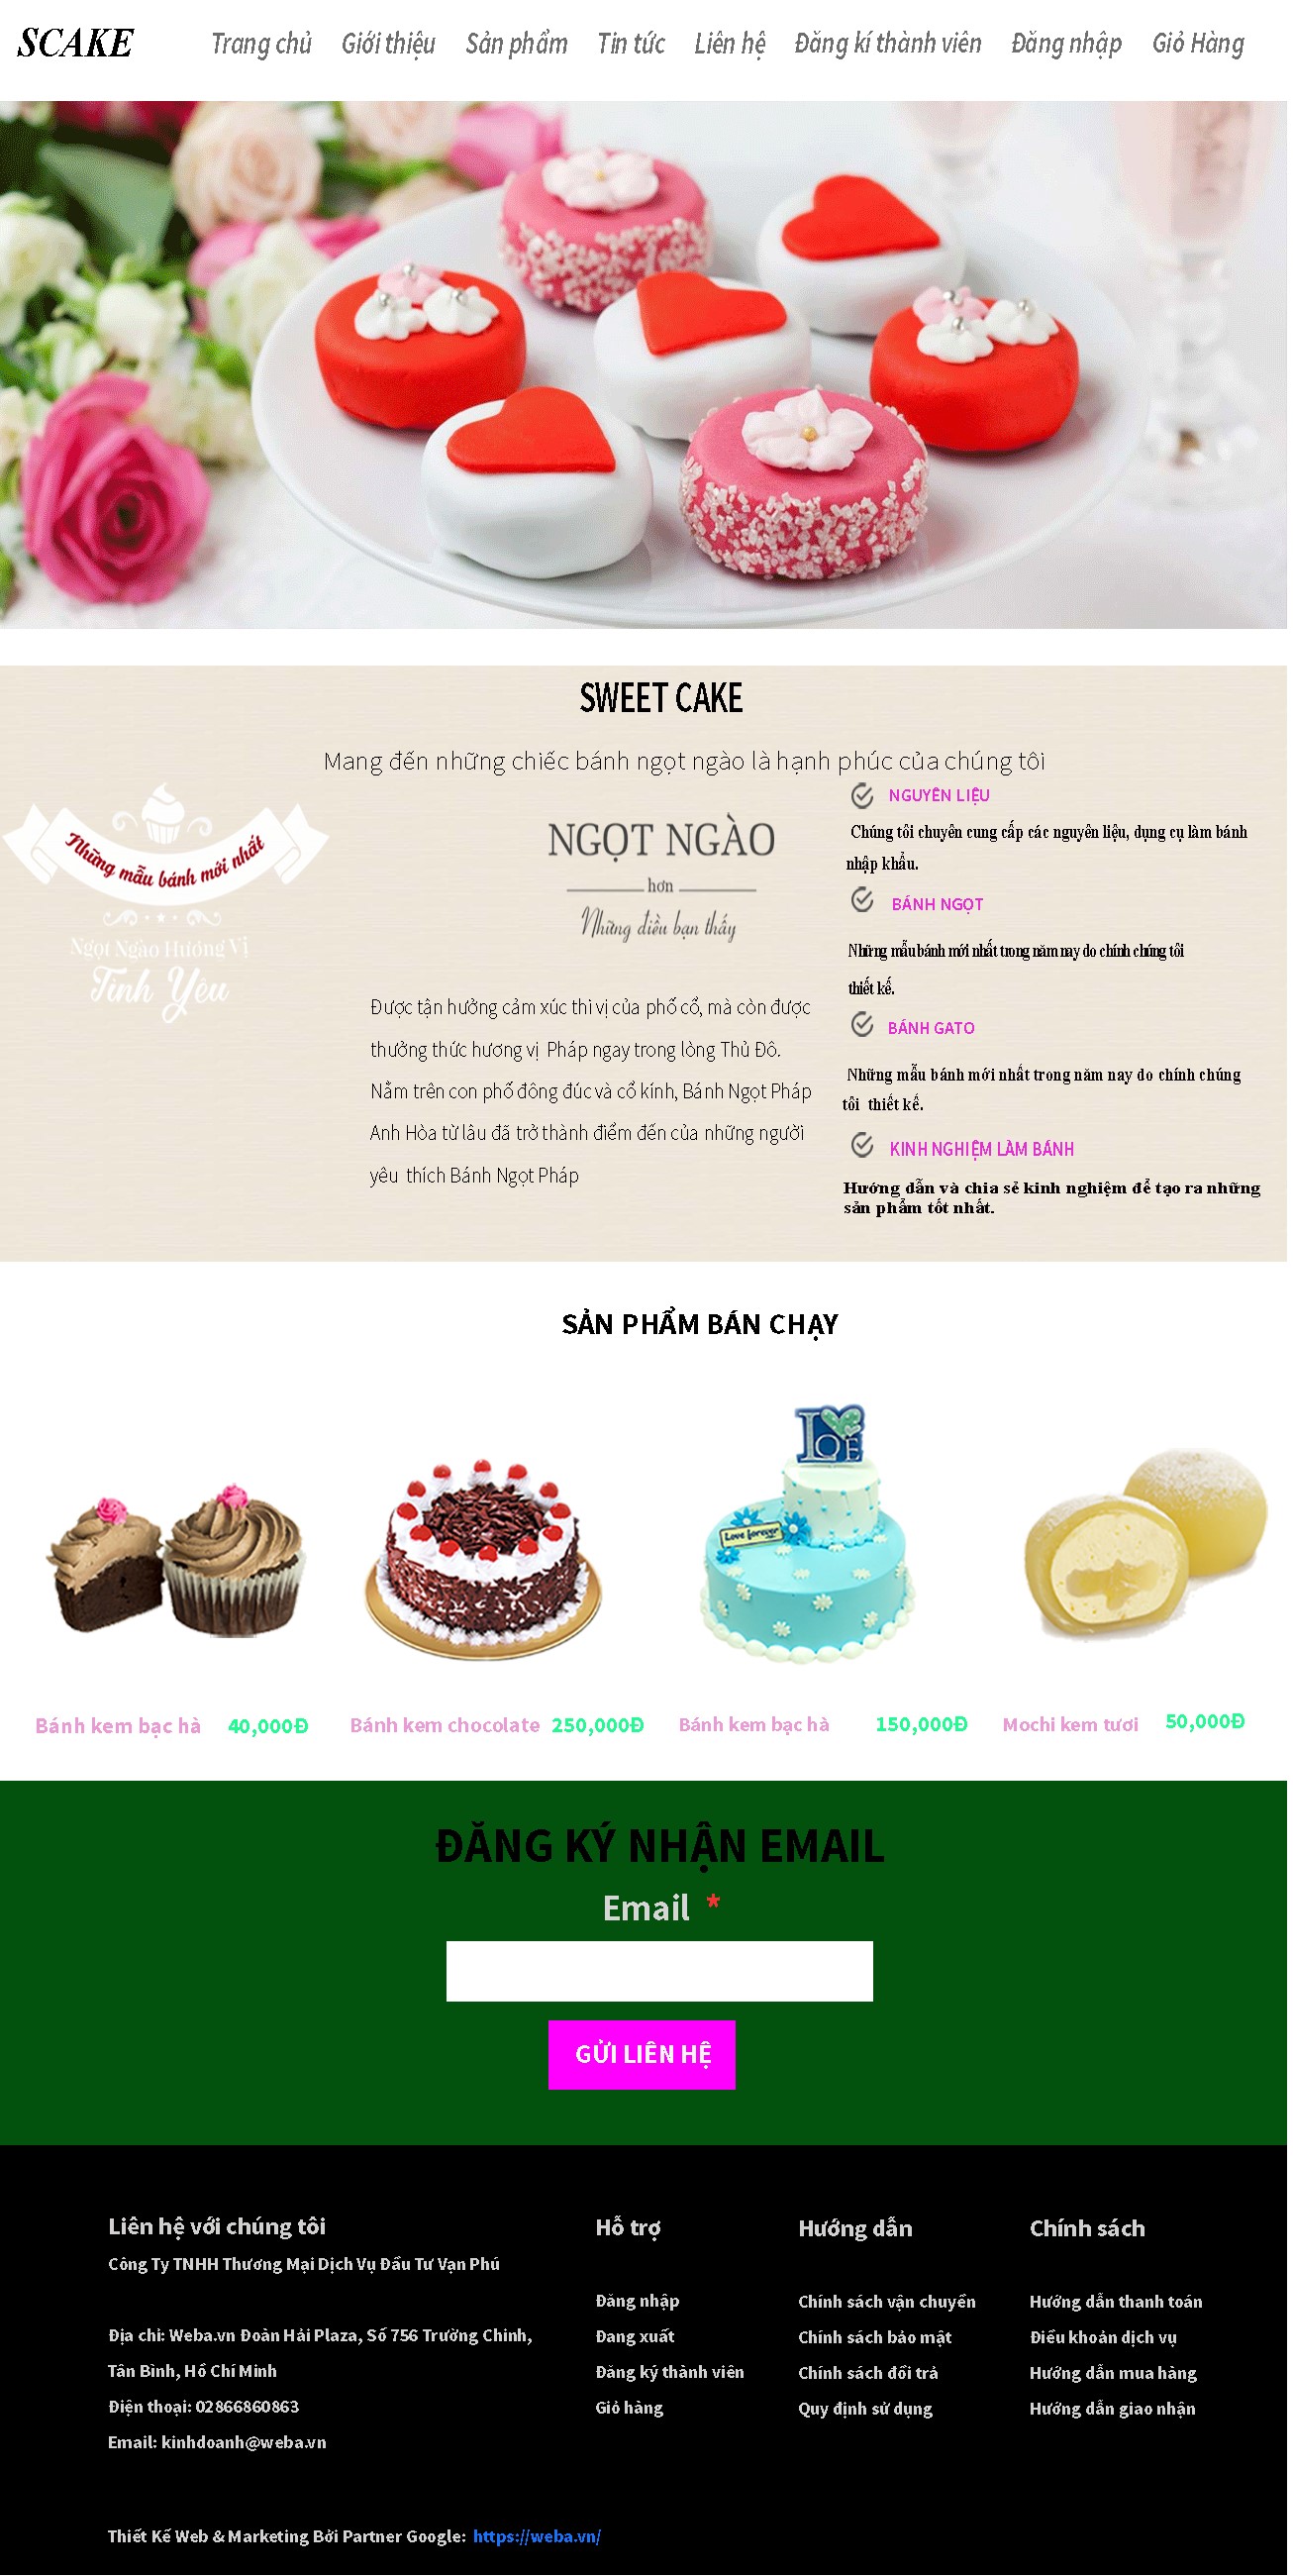 SCAKE
Trang chủ Giới thiệu Sản phẩm Tin tức Liên hệ Đăng kí thành viên Đăng nhập Giỏ Hàng
SWEET CAKE
Mang đến những chiếc bánh ngọt ngào là hạnh phúc của chúng tôi
Những mẫu bánh mới nhất
Ngọt Ngào Hương Vị
Tình Yêu
NGỌT NGÀO
hơn
Những điều bạn thấy
Được tận hưởng cảm xúc thi vị của phố cổ, mà còn được
thưởng thức hương vị Pháp ngay trong lòng Thủ Đô.
Nằm trên con phố đông đúc và cổ kính, Bánh Ngọt Pháp
Anh Hòa từ lâu đã trở thành điểm đến của những người
yêu thích Bánh Ngọt Pháp
NGUYÊN LIỆU
Chúng tôi chuyên cung cấp các nguyên liệu, dụng cụ làm bánh
nhập khẩu.
BÁNH NGỌT
Những mẫu bánh mới nhất trong năm nay do chính chúng tôi
thiết kế.
BÁNH GATO
Những mẫu bánh mới nhất trong năm nay do chính chúng
tôi thiết kế.
KINH NGHIỆM LÀM BÁNH
Hướng dẫn và chia sẻ kinh nghiệm để tạo ra những
sản phẩm tốt nhất.
SẢN PHẨM BÁN CHẠY
Love forever
Bánh kem bạc hà 40,000Đ
Bánh kem chocolate 250,000Đ
Bánh kem bạc hà 150,000Đ
Mochi kem tươi 50,000Đ
ĐĂNG KÝ NHẬN EMAIL
Email *
GỬI LIÊN HỆ
Liên hệ với chúng tôi
Công Ty TNHH Thương Mại Dịch Vụ Đầu Tư Vạn Phú
Địa chỉ: Weba.vn Đoàn Hải Plaza, Số 756 Trường Chinh,
Tân Bình, Hồ Chí Minh
Điện thoại: 02866860863
Email: kinhdoanh@weba.vn
Hỗ trợ
Đăng nhập
Đang xuất
Đăng ký thành viên
Giỏ hàng
Hướng dẫn
Chính sách vận chuyển
Chính sách bảo mật
Chính sách đổi trả
Quy định sử dụng
Chính sách
Hướng dẫn thanh toán
Điều khoản dịch vụ
Hướng dẫn mua hàng
Hướng dẫn giao nhận
Thiết Kế Web & Marketing Bởi Partner Google: https://weba.vn/